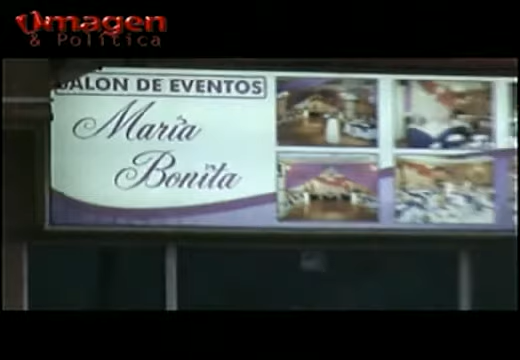 Imagen
& Política
SALON DE EVENTOS
María
Bonita